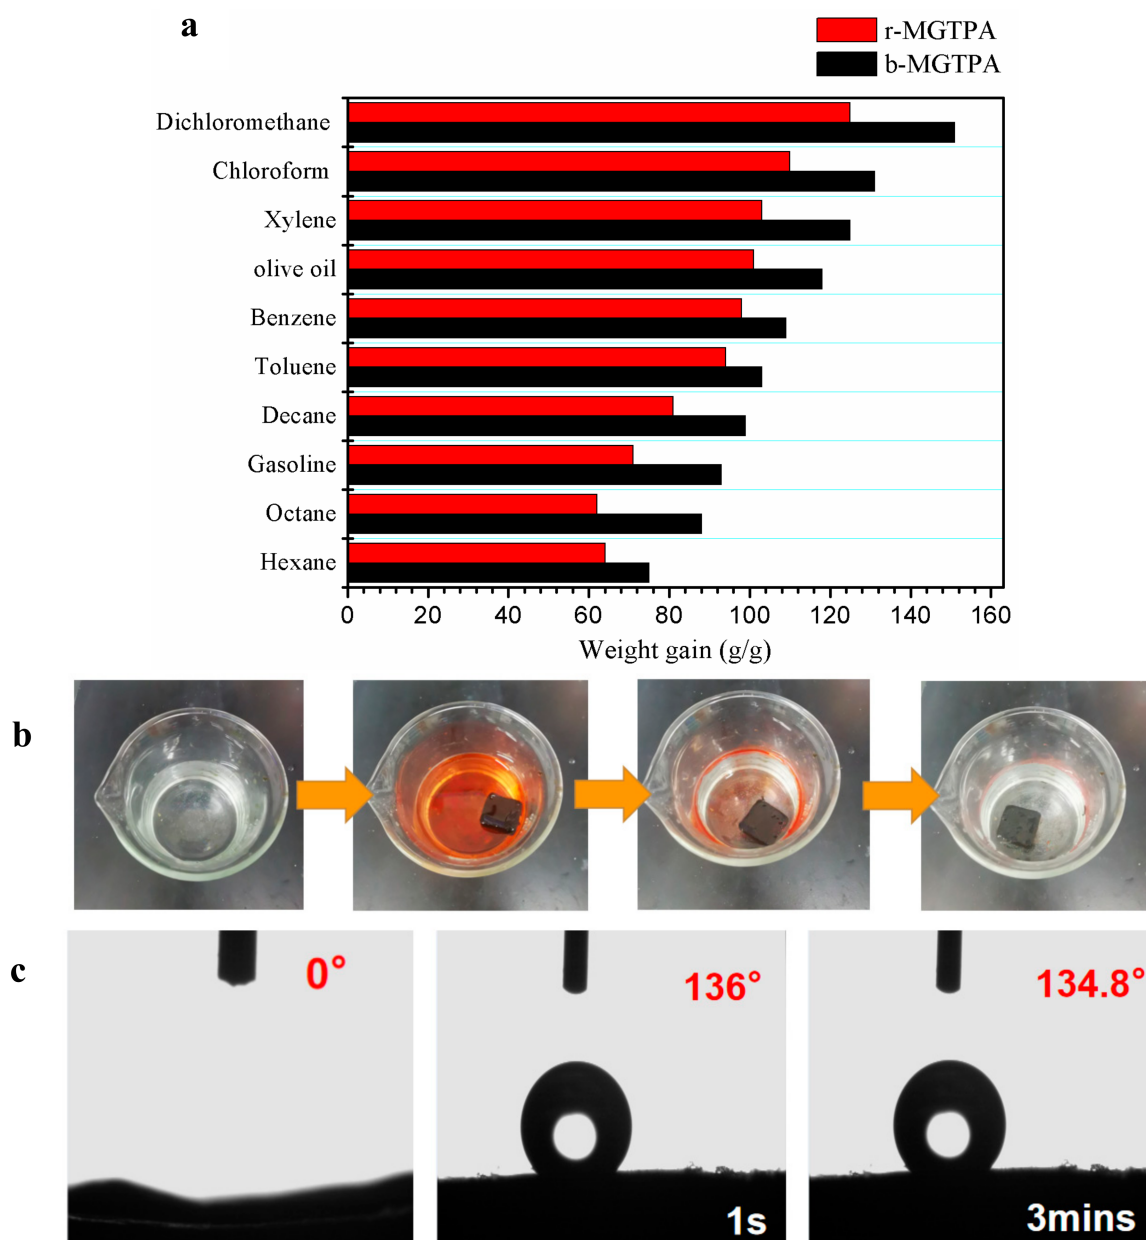 a
r-MGTPA
b-MGTPA
Dichloromethane
Chloroform
Xylene
olive oil
Benzene
Toluene
Decane
Gasoline
Octane
Hexane
0 20 40 60 80 100 120 140 160
Weight gain (g/g)
b
c
0°
136°
1s
134.8°
3mins